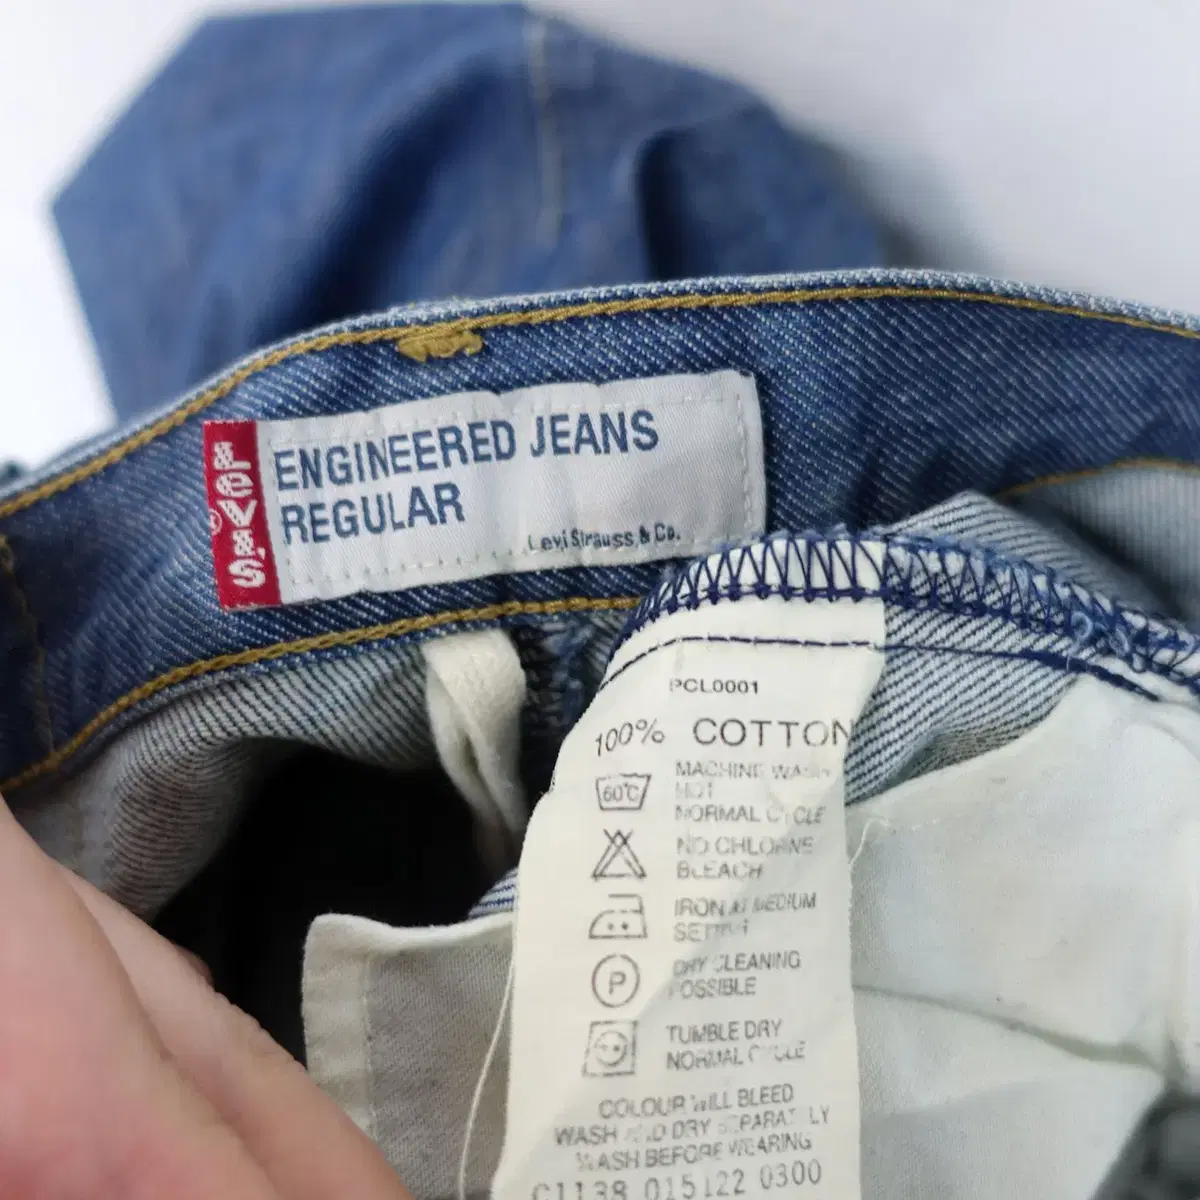 LEVI'S®
ENGINEERED JEANS
REGULAR
Levi Strauss & Co.
PCL0001
100% COTTON
60°C
MACHINE WASH
HOT
NORMAL CYCLE
NO CHLORINE
BLEACH
IRON AT MEDIUM
SETTING
P
DRY CLEANING
POSSIBLE
TUMBLE DRY
NORMAL CYCLE
COLOUR WILL BLEED
WASH AND DRY SEPARATELY
WASH BEFORE WEARING
C1138 015122 0300